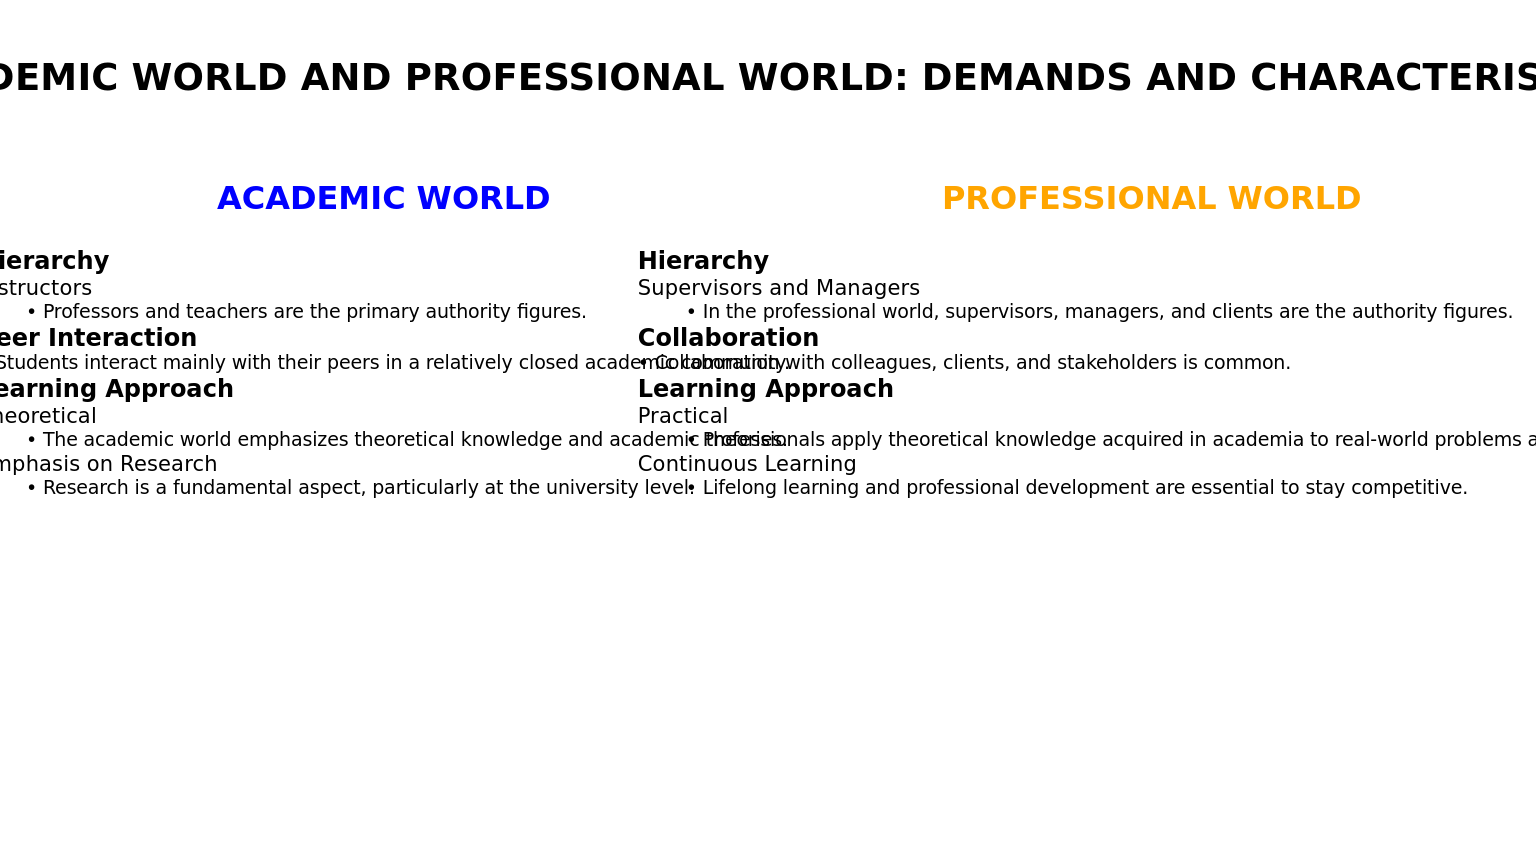 DEMIC WORLD AND PROFESSIONAL WORLD: DEMANDS AND CHARACTERIS
ACADEMIC WORLD
ierarchy
structors
• Professors and teachers are the primary authority figures.
eer Interaction
Students interact mainly with their peers in a relatively closed academic community.
earning Approach
heoretical
• The academic world emphasizes theoretical knowledge and academic theories.
mphasis on Research
• Research is a fundamental aspect, particularly at the university level.
PROFESSIONAL WORLD
Hierarchy
Supervisors and Managers
• In the professional world, supervisors, managers, and clients are the authority figures.
Collaboration
• Collaboration with colleagues, clients, and stakeholders is common.
Learning Approach
Practical
• Professionals apply theoretical knowledge acquired in academia to real-world problems a
Continuous Learning
• Lifelong learning and professional development are essential to stay competitive.